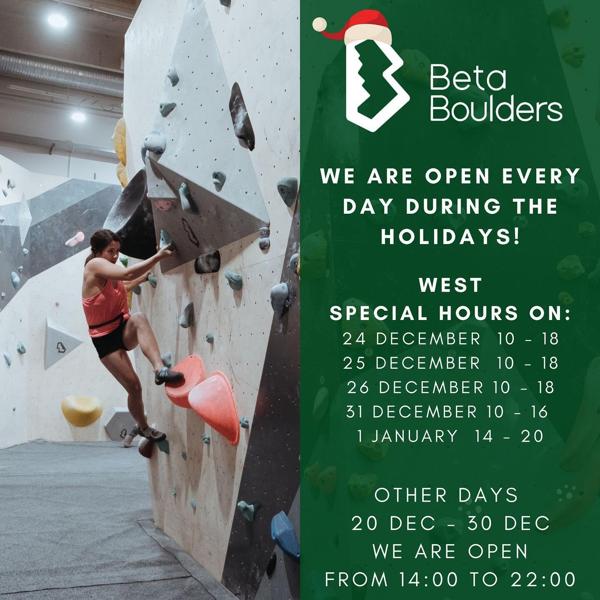 Beta
Boulders
WE ARE OPEN EVERY
DAY DURING THE
HOLIDAYS!
WEST
SPECIAL HOURS ON:
24 DECEMBER 10 - 18
25 DECEMBER 10 - 18
26 DECEMBER 10 - 18
31 DECEMBER 10 - 16
1 JANUARY 14 - 20
OTHER DAYS
20 DEC - 30 DEC
WE ARE OPEN
FROM 14:00 TO 22:00